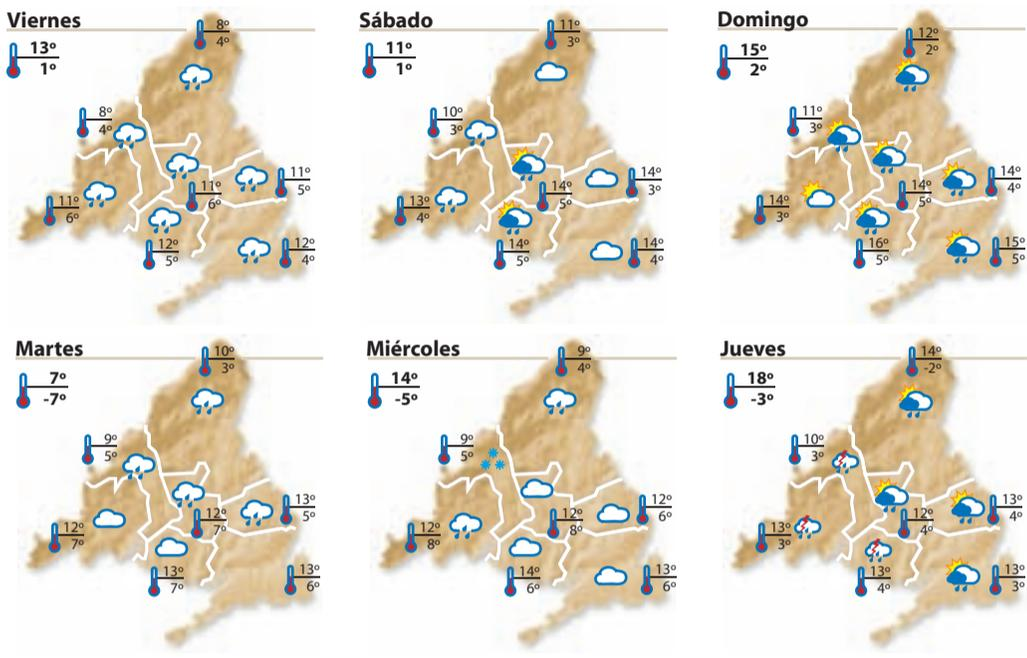 Viernes
13º
1º
8º
4º
8º
4º
11º
5º
11º
6º
11º
6º
12º
5º
12º
4º
Sábado
11º
1º
11º
3º
10º
3º
14º
3º
14º
5º
13º
4º
14º
5º
14º
4º
Domingo
15º
2º
12º
2º
11º
3º
14º
4º
14º
5º
14º
3º
16º
5º
15º
5º
Martes
7º
-7º
10º
3º
9º
5º
13º
5º
12º
7º
12º
7º
13º
7º
13º
6º
Miércoles
14º
-5º
9º
4º
9º
5º
12º
6º
12º
8º
12º
8º
14º
6º
13º
6º
Jueves
18º
-3º
14º
-2º
10º
3º
13º
4º
12º
4º
13º
3º
13º
4º
13º
3º